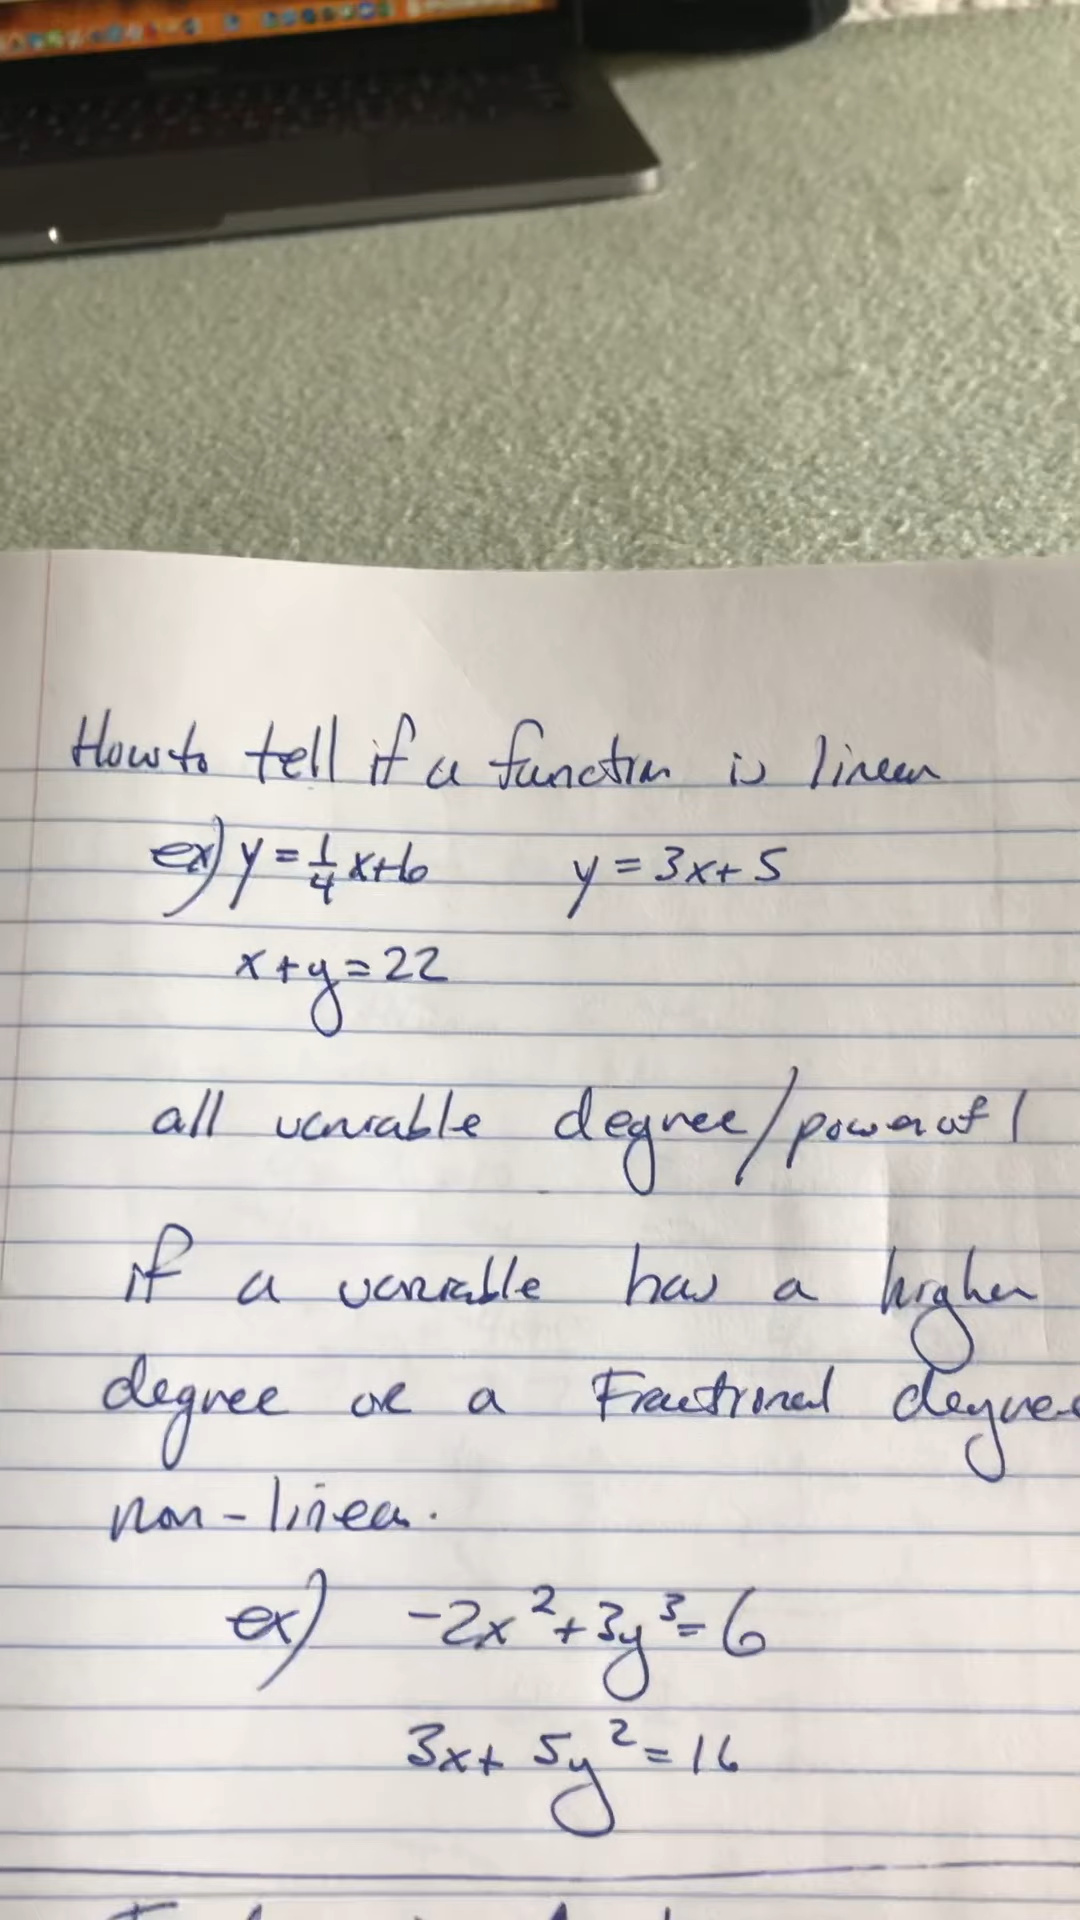 How to tell if a function is linear
ex) y = 1/4 x+6 y = 3x+5
x+y=22
all variable degree/power of 1
if a variable has a higher
degree or a Fractional degree
non-linear.
ex) -2x²+3y³=6
3x+5y²=16